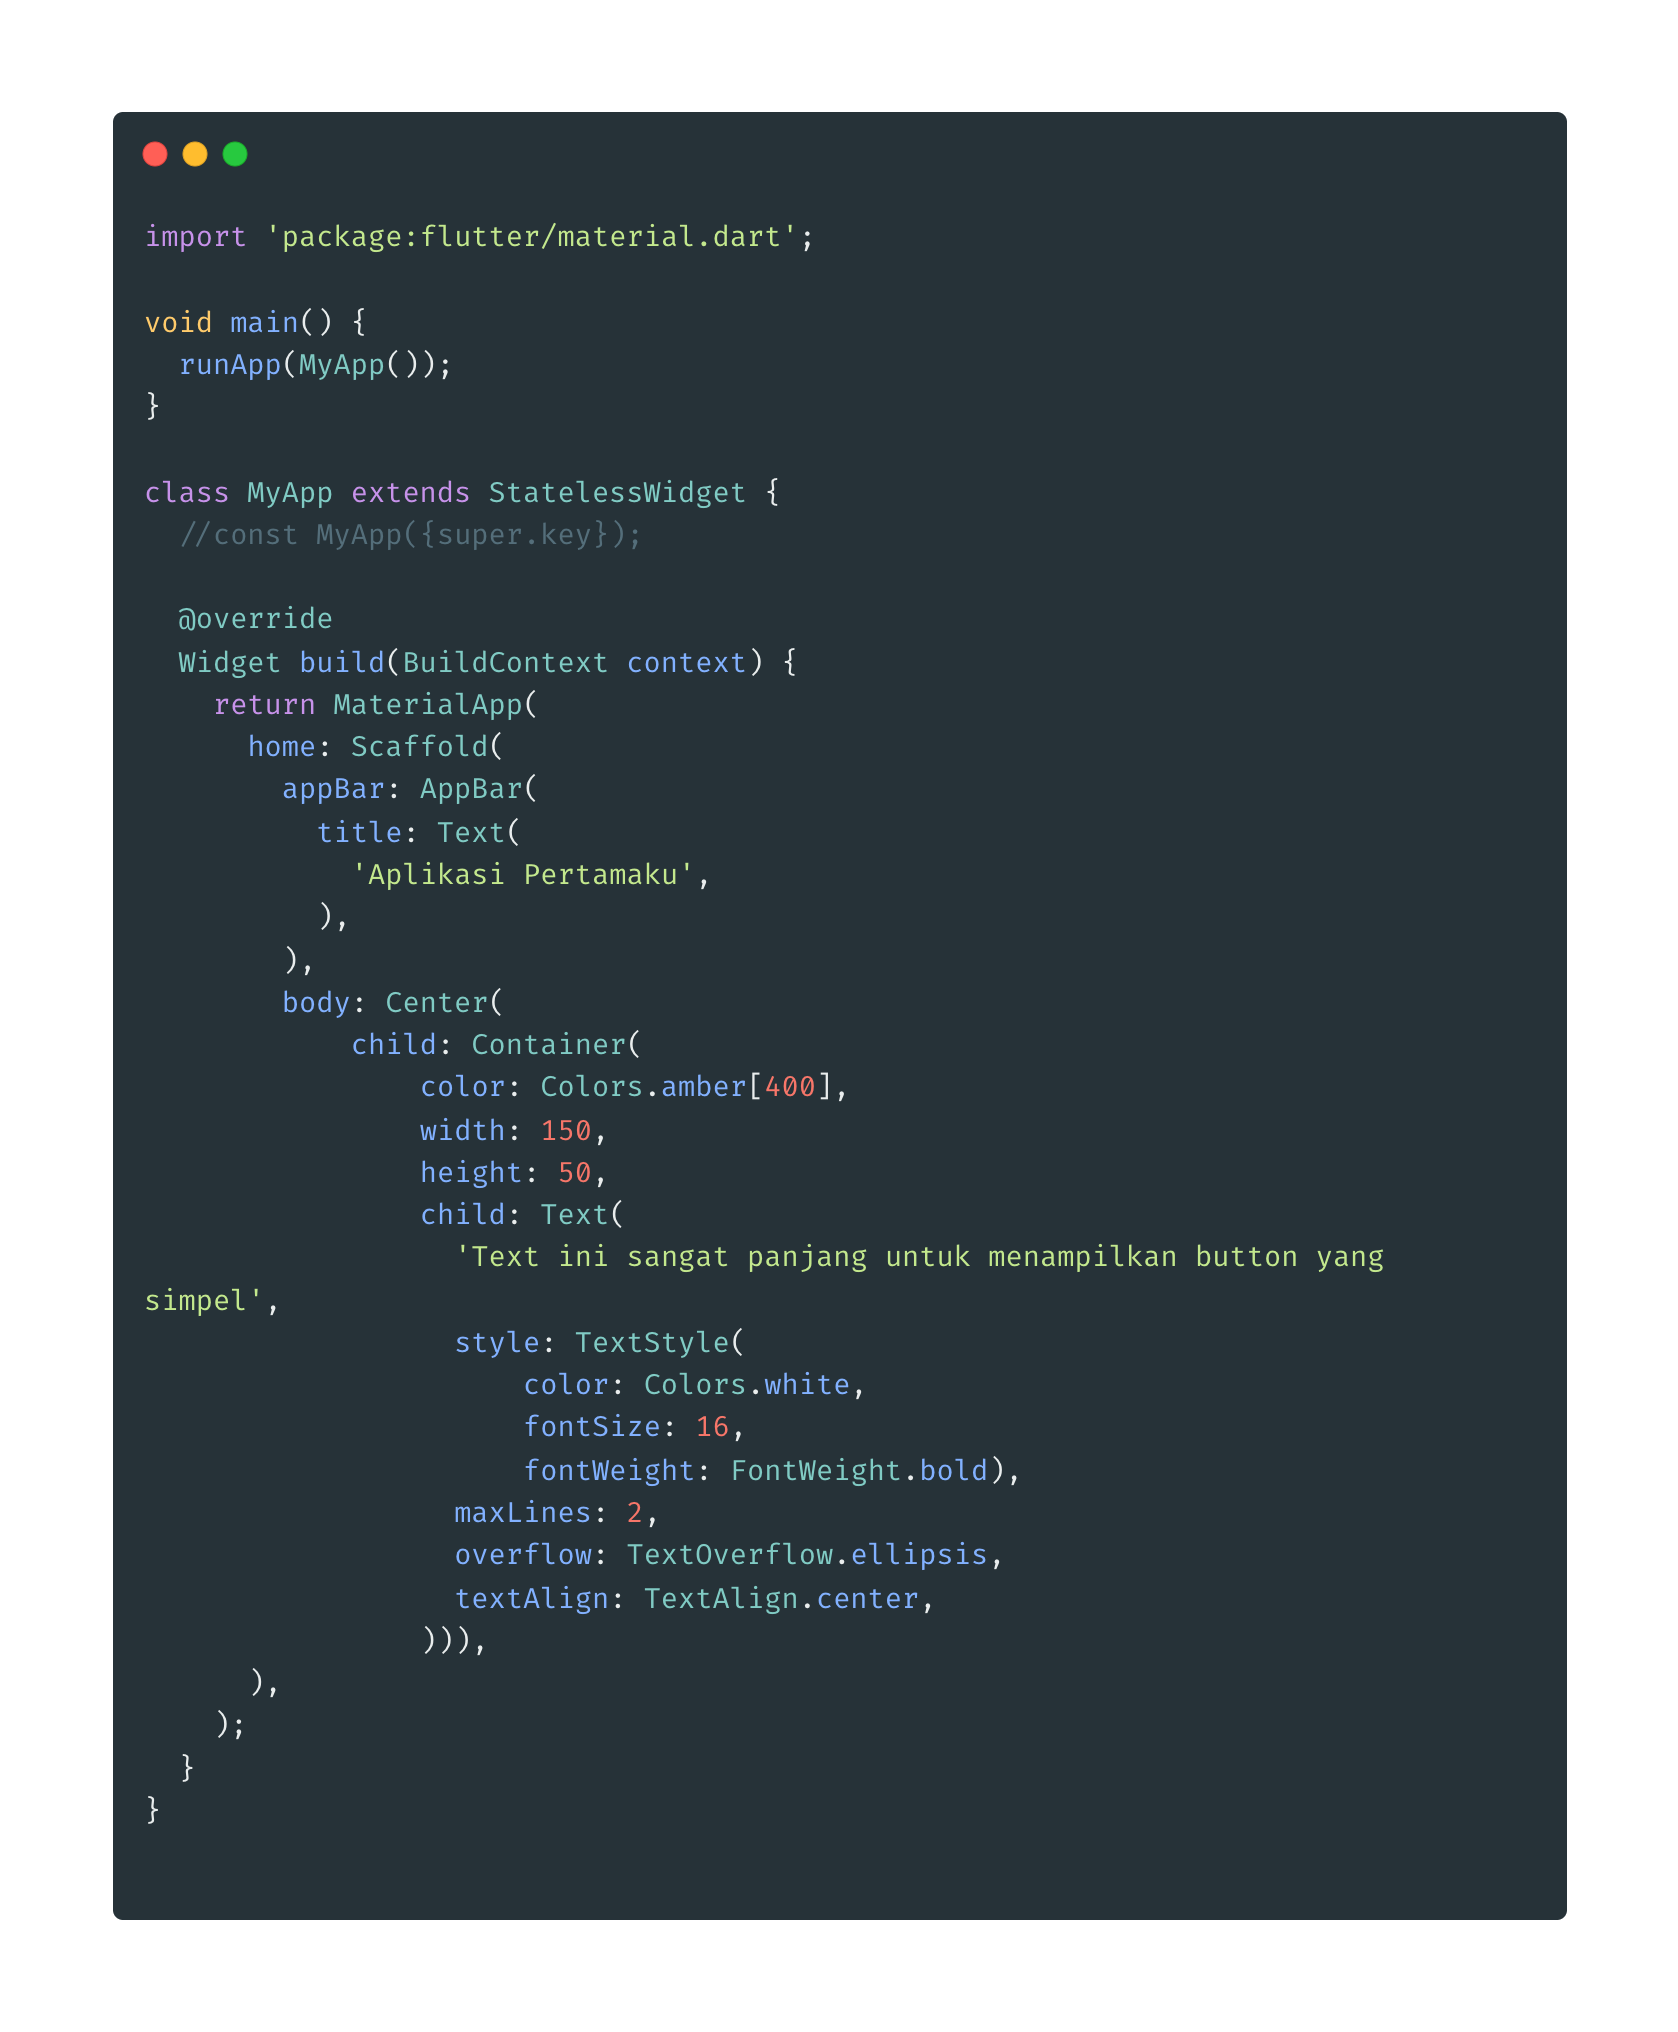 import 'package:flutter/material.dart';

void main() {
  runApp(MyApp());
}

class MyApp extends StatelessWidget {
  //const MyApp({super.key});

  @override
  Widget build(BuildContext context) {
    return MaterialApp(
      home: Scaffold(
        appBar: AppBar(
          title: Text(
            'Aplikasi Pertamaku',
          ),
        ),
        body: Center(
            child: Container(
                color: Colors.amber[400],
                width: 150,
                height: 50,
                child: Text(
                  'Text ini sangat panjang untuk menampilkan button yang
simpel',
                  style: TextStyle(
                      color: Colors.white,
                      fontSize: 16,
                      fontWeight: FontWeight.bold),
                  maxLines: 2,
                  overflow: TextOverflow.ellipsis,
                  textAlign: TextAlign.center,
                ))),
      ),
    );
  }
}